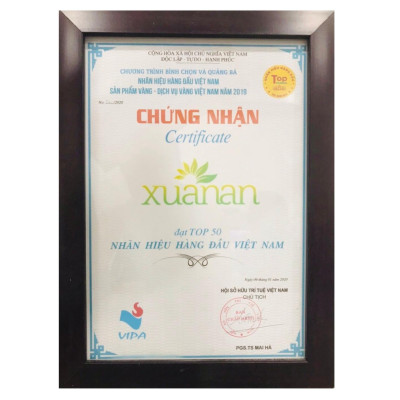 CỘNG HÒA XÃ HỘI CHỦ NGHĨA VIỆT NAM
ĐỘC LẬP - TỰ DO - HẠNH PHÚC
CHƯƠNG TRÌNH BÌNH CHỌN VÀ QUẢNG BÁ
NHÃN HIỆU HÀNG ĐẦU VIỆT NAM
SẢN PHẨM VÀNG - DỊCH VỤ VÀNG VIỆT NAM NĂM 2019
Top
CHỨNG NHẬN
Certificate
xuanan
đạt TOP 50
NHÃN HIỆU HÀNG ĐẦU VIỆT NAM
HỘI SỞ HỮU TRÍ TUỆ VIỆT NAM
CHỦ TỊCH
VIPA
PGS.TS MAI HÀ